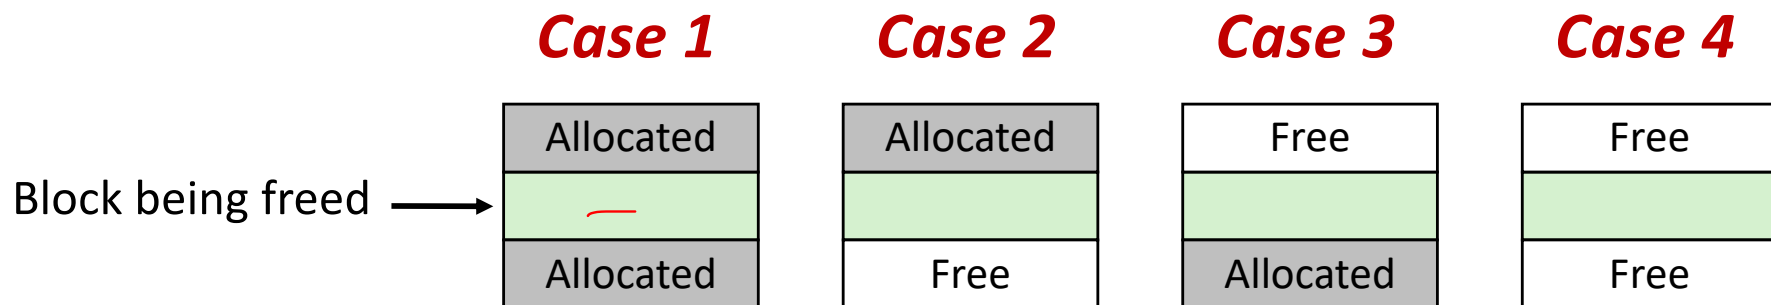 Case 1 Case 2 Case 3 Case 4
Allocated Allocated Free Free
Block being freed
Allocated Free Allocated Free